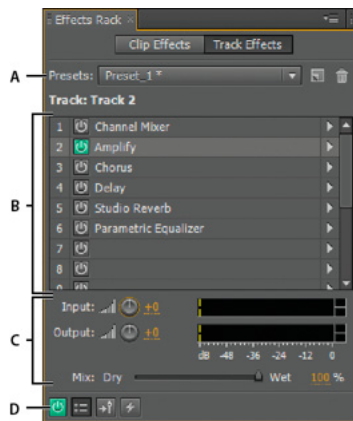 Effects Rack ×
Clip Effects Track Effects
A Presets: Preset_1 *
Track: Track 2
B
1 Channel Mixer
2 Amplify
3 Chorus
4 Delay
5 Studio Reverb
6 Parametric Equalizer
7
8
C
Input: +0
Output: +0
dB -48 -36 -24 -12 0
Mix: Dry Wet 100 %
D